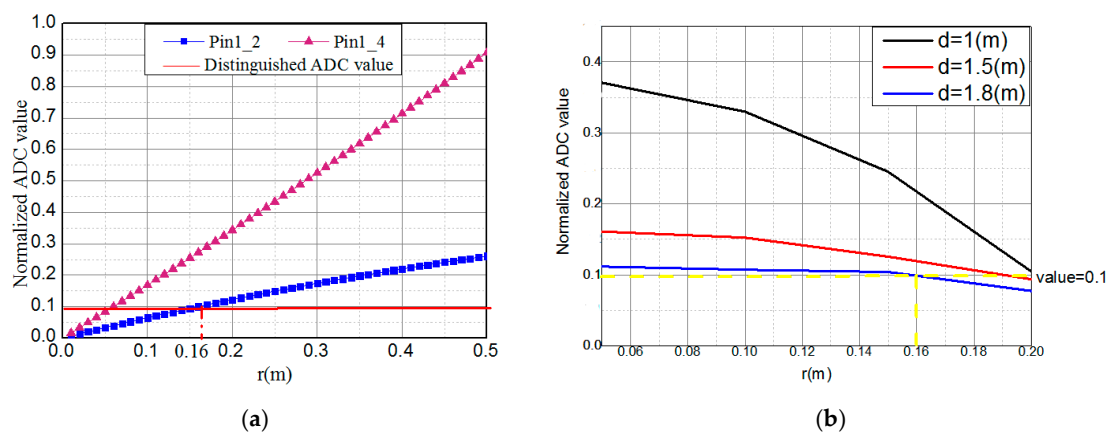 Pin1_2 Pin1_4
Distinguished ADC value
1.0
0.9
0.8
0.7
0.6
0.5
0.4
0.3
0.2
0.1
0.0
Normalized ADC value
0.0 0.1 0.16 0.2 0.3 0.4 0.5
r(m)
(a)
d=1(m)
d=1.5(m)
d=1.8(m)
0.4
0.3
0.2
0.1
0.0
Normalized ADC value
value=0.1
0.06 0.08 0.10 0.12 0.14 0.16 0.18 0.20
r(m)
(b)